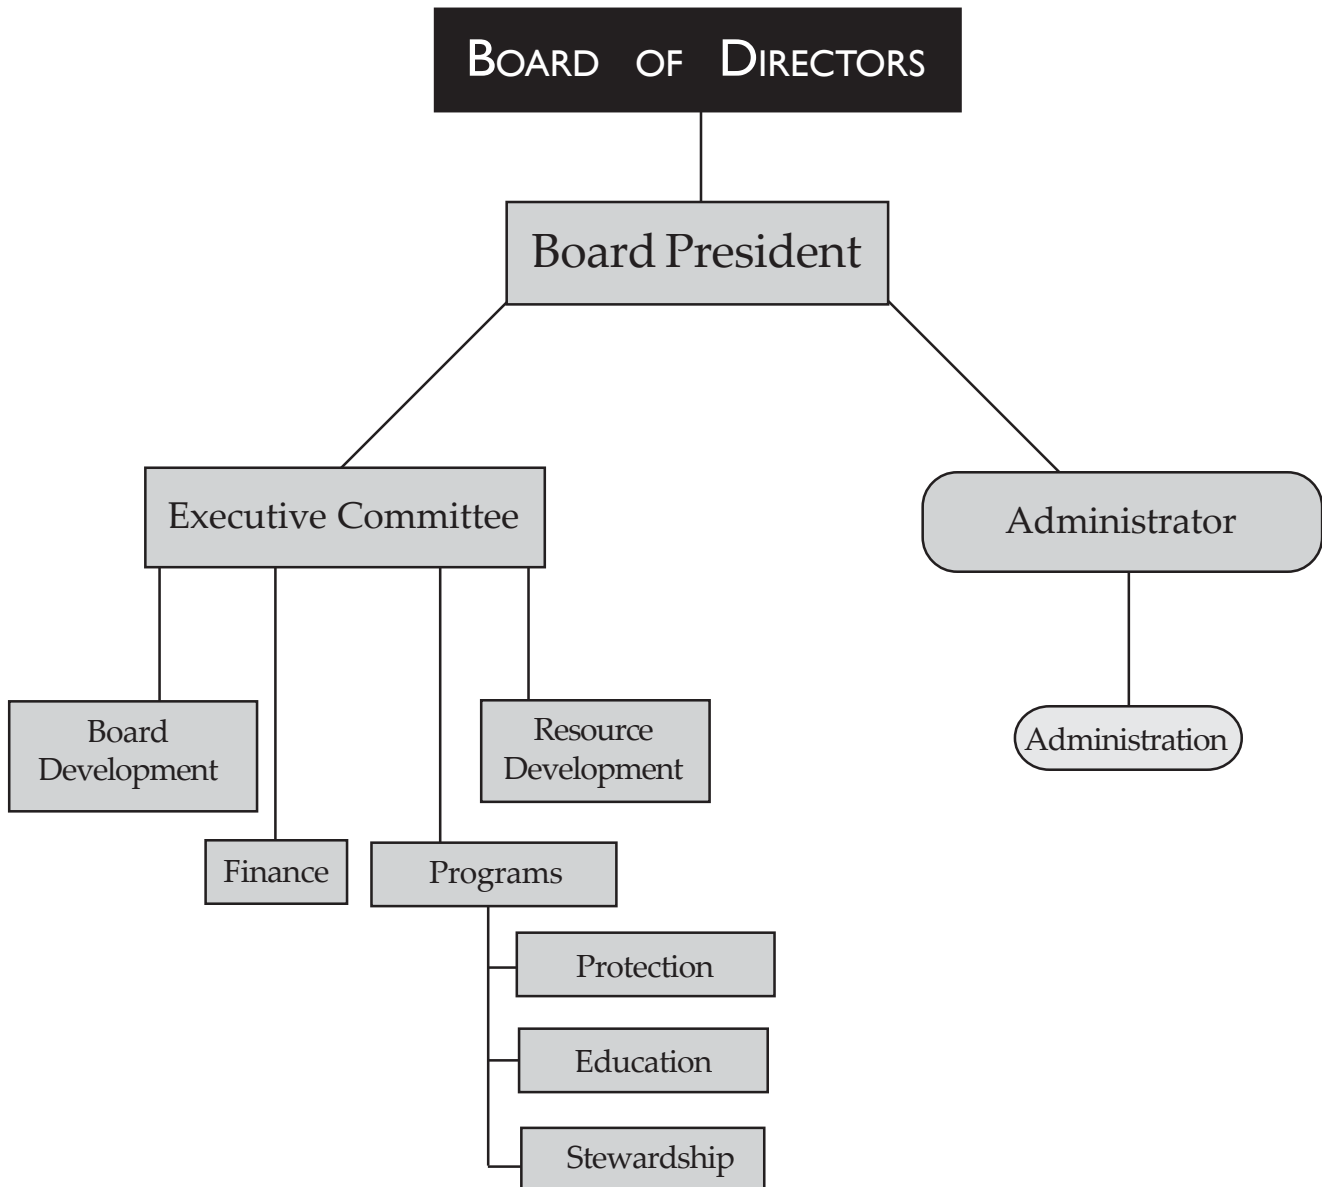 Board of Directors
Board President
Executive Committee
Administrator
Board
Development
Resource
Development
Administration
Finance
Programs
Protection
Education
Stewardship